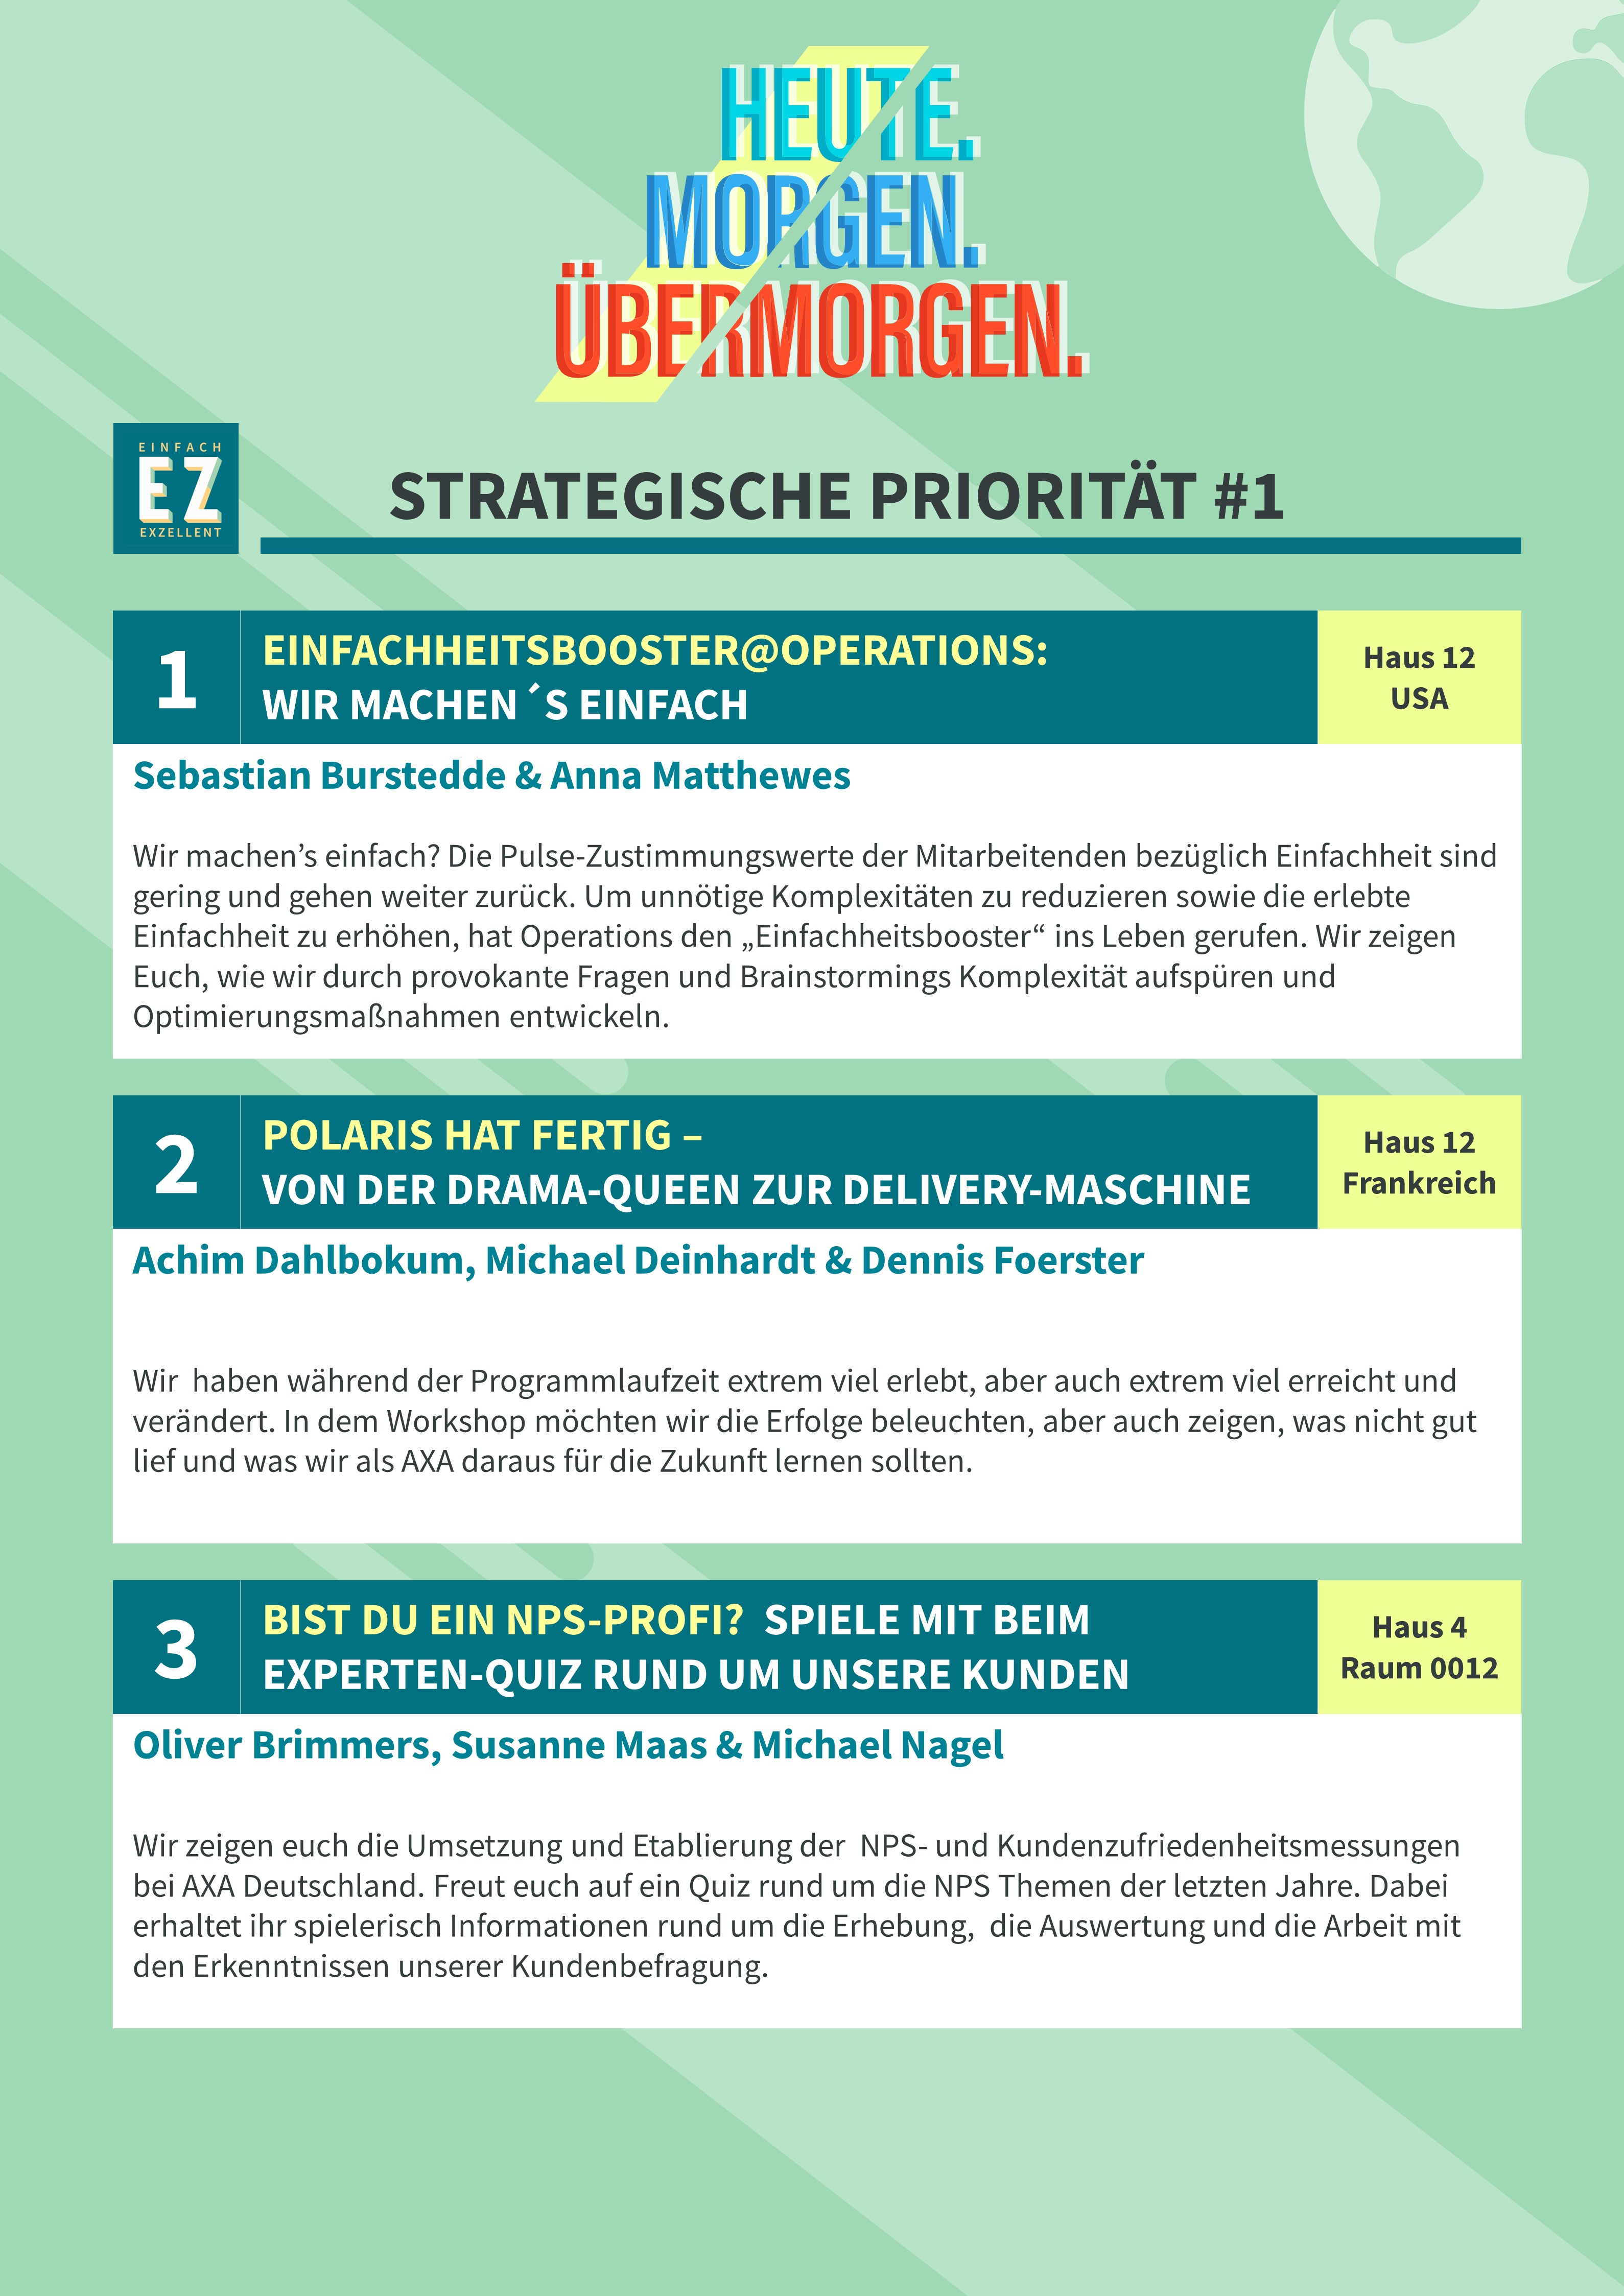 HEUTE.
MORGEN.
ÜBERMORGEN.
EINFACH
EZ
EXZELLENT
STRATEGISCHE PRIORITÄT #1
1
EINFACHHEITSBOOSTER@OPERATIONS:
WIR MACHEN´S EINFACH
Haus 12
USA
Sebastian Burstedde & Anna Matthewes
Wir machen’s einfach? Die Pulse-Zustimmungswerte der Mitarbeitenden bezüglich Einfachheit sind
gering und gehen weiter zurück. Um unnötige Komplexitäten zu reduzieren sowie die erlebte
Einfachheit zu erhöhen, hat Operations den „Einfachheitsbooster“ ins Leben gerufen. Wir zeigen
Euch, wie wir durch provokante Fragen und Brainstormings Komplexität aufspüren und
Optimierungsmaßnahmen entwickeln.
2
POLARIS HAT FERTIG –
VON DER DRAMA-QUEEN ZUR DELIVERY-MASCHINE
Haus 12
Frankreich
Achim Dahlbokum, Michael Deinhardt & Dennis Foerster
Wir haben während der Programmlaufzeit extrem viel erlebt, aber auch extrem viel erreicht und
verändert. In dem Workshop möchten wir die Erfolge beleuchten, aber auch zeigen, was nicht gut
lief und was wir als AXA daraus für die Zukunft lernen sollten.
3
BIST DU EIN NPS-PROFI? SPIELE MIT BEIM
EXPERTEN-QUIZ RUND UM UNSERE KUNDEN
Haus 4
Raum 0012
Oliver Brimmers, Susanne Maas & Michael Nagel
Wir zeigen euch die Umsetzung und Etablierung der NPS- und Kundenzufriedenheitsmessungen
bei AXA Deutschland. Freut euch auf ein Quiz rund um die NPS Themen der letzten Jahre. Dabei
erhaltet ihr spielerisch Informationen rund um die Erhebung, die Auswertung und die Arbeit mit
den Erkenntnissen unserer Kundenbefragung.